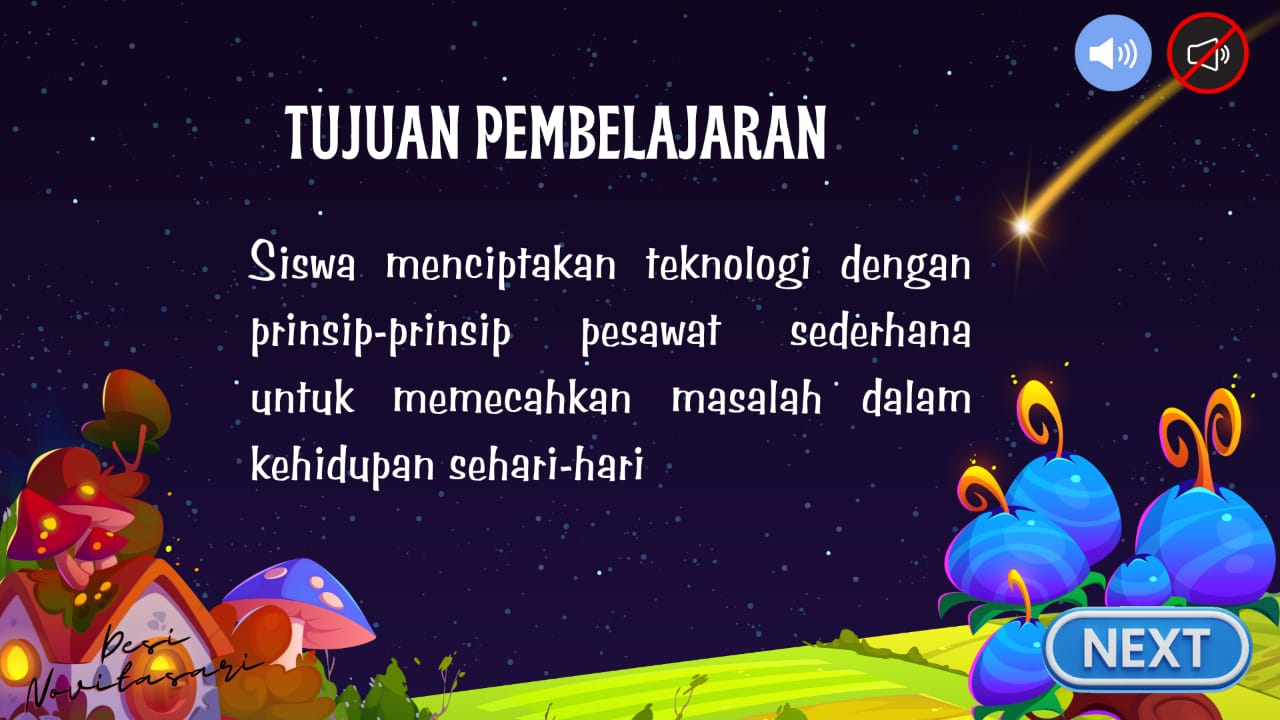 TUJUAN PEMBELAJARAN
Siswa menciptakan teknologi dengan
prinsip-prinsip pesawat sederhana
untuk memecahkan masalah dalam
kehidupan sehari-hari
Desi
Novitasari
NEXT